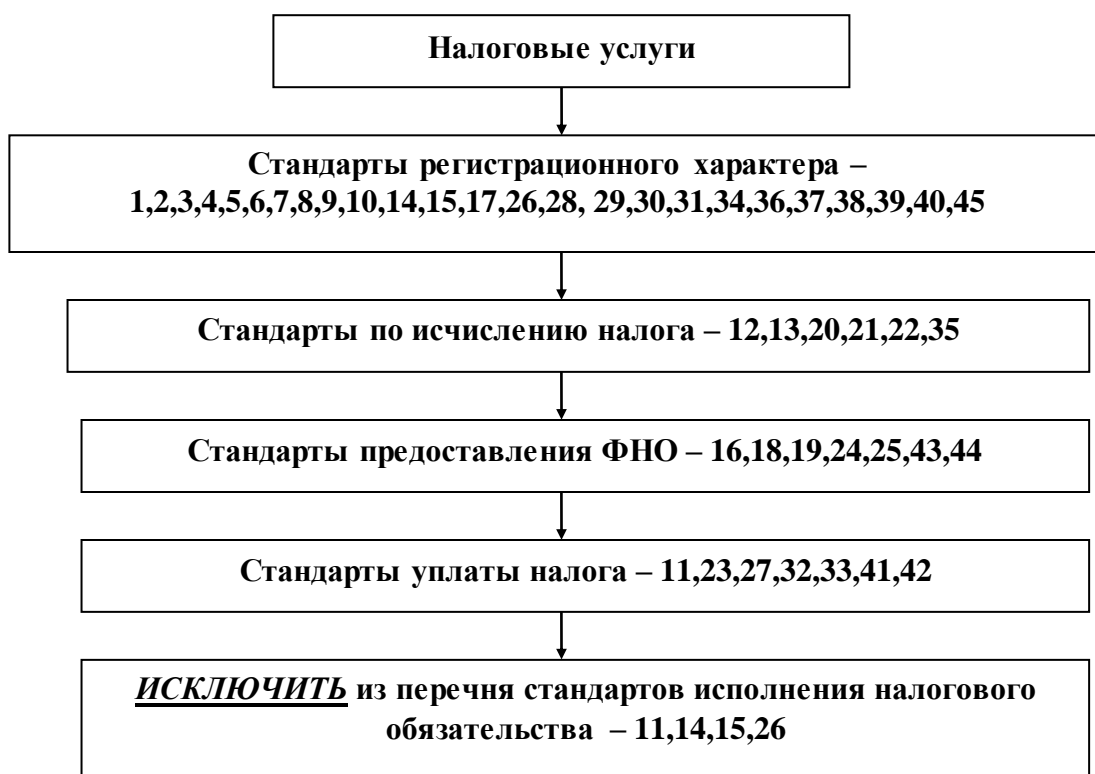 Налоговые услуги
Стандарты регистрационного характера –
1,2,3,4,5,6,7,8,9,10,14,15,17,26,28, 29,30,31,34,36,37,38,39,40,45
Стандарты по исчислению налога – 12,13,20,21,22,35
Стандарты предоставления ФНО – 16,18,19,24,25,43,44
Стандарты уплаты налога – 11,23,27,32,33,41,42
ИСКЛЮЧИТЬ из перечня стандартов исполнения налогового
обязательства – 11,14,15,26